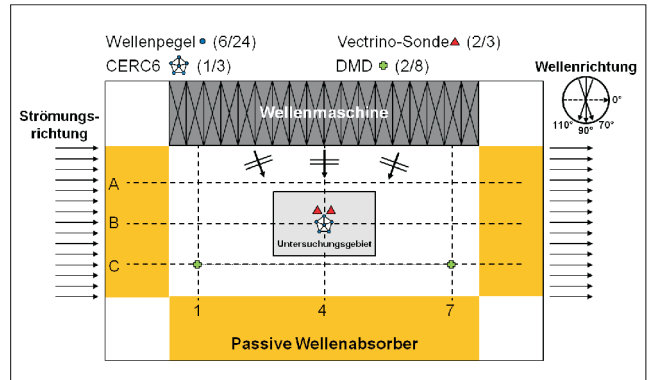 Wellenpegel (6/24)
Vectrino-Sonde (2/3)
CERC6 (1/3)
DMD (2/8)
Wellenrichtung
0°
110° 90° 70°
Strömungs-
richtung
Wellenmaschine
A
B
C
Untersuchungsgebiet
1 4 7
Passive Wellenabsorber